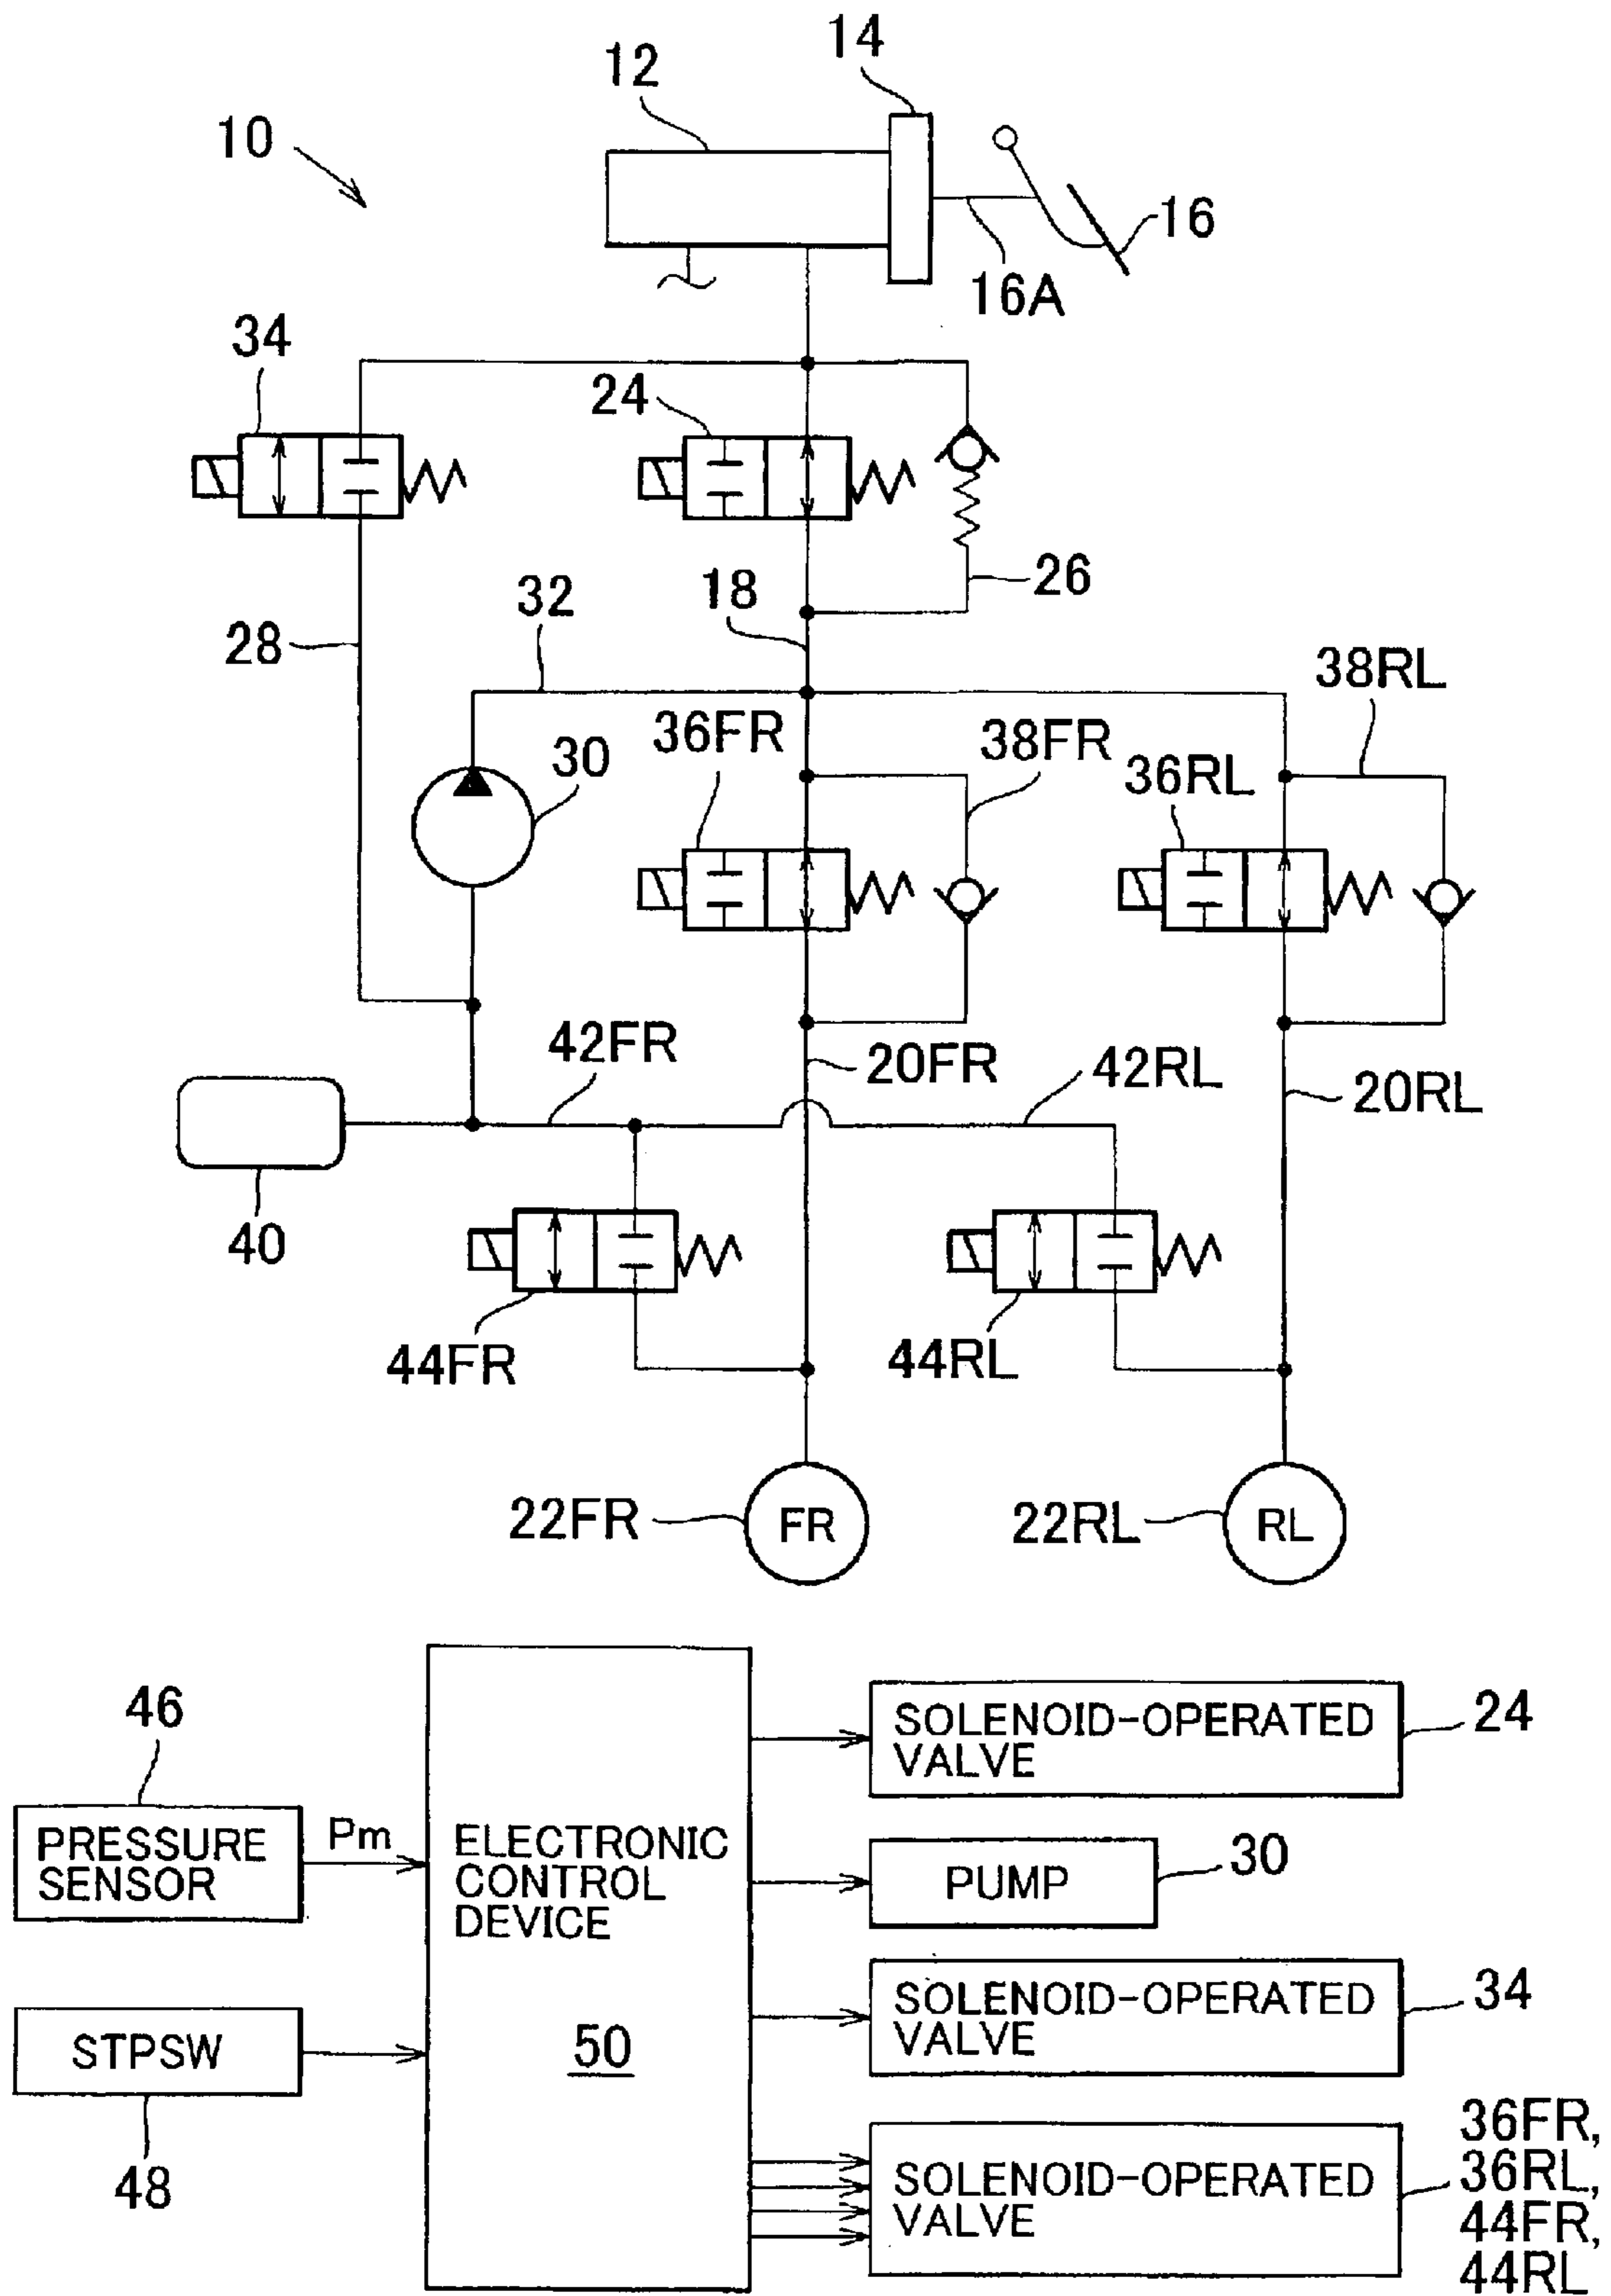 14
12
10
16
16A
34
24
26
18
32
28
38RL
36FR
38FR
30
36RL
42FR
20FR
42RL
20RL
40
44FR
44RL
22FR
FR
22RL
RL
46
PRESSURE
SENSOR
Pm
STPSW
48
ELECTRONIC
CONTROL
DEVICE
50
SOLENOID-OPERATED
VALVE
24
PUMP
30
SOLENOID-OPERATED
VALVE
34
SOLENOID-OPERATED
VALVE
36FR,
36RL,
44FR,
44RL